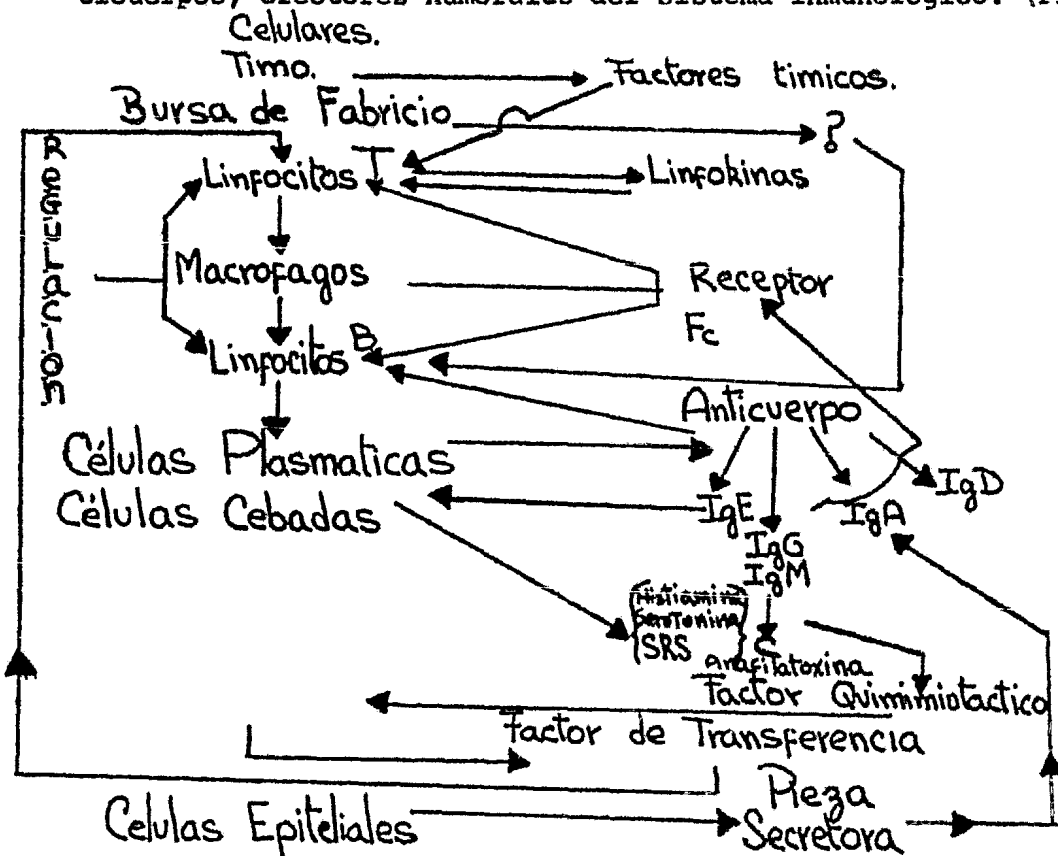 Celulares.
Timo.
Factores timicos.
Bursa de Fabricio
?
Regulación
Linfocitos T
Linfokinas
Macrofagos
Receptor
Fc
Linfocitos B
Anticuerpo
Células Plasmaticas
Células Cebadas
IgE
IgA
IgD
IgG
IgM
Serotonina
SRS
C
Anafilatoxina
Factor Quimimiotactico
Factor de Transferencia
Pieza
Celulas Epiteliales
Secretora